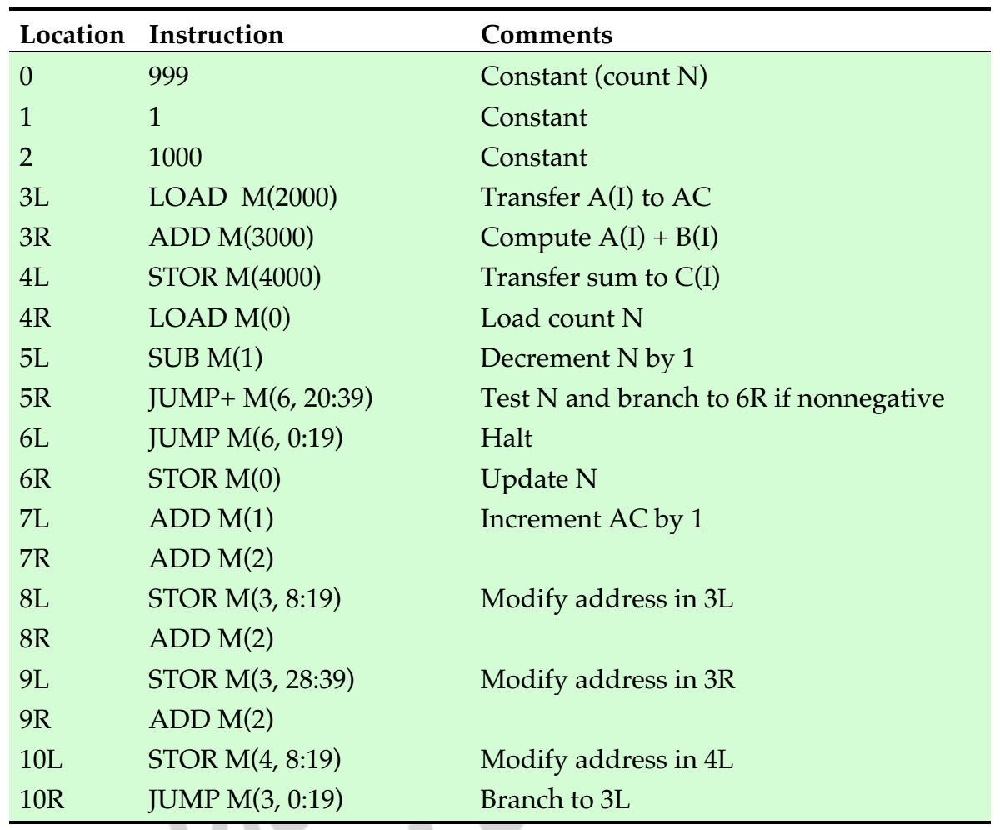 Location Instruction Comments
0 999 Constant (count N)
1 1 Constant
2 1000 Constant
3L LOAD M(2000) Transfer A(I) to AC
3R ADD M(3000) Compute A(I) + B(I)
4L STOR M(4000) Transfer sum to C(I)
4R LOAD M(0) Load count N
5L SUB M(1) Decrement N by 1
5R JUMP+ M(6, 20:39) Test N and branch to 6R if nonnegative
6L JUMP M(6, 0:19) Halt
6R STOR M(0) Update N
7L ADD M(1) Increment AC by 1
7R ADD M(2)
8L STOR M(3, 8:19) Modify address in 3L
8R ADD M(2)
9L STOR M(3, 28:39) Modify address in 3R
9R ADD M(2)
10L STOR M(4, 8:19) Modify address in 4L
10R JUMP M(3, 0:19) Branch to 3L